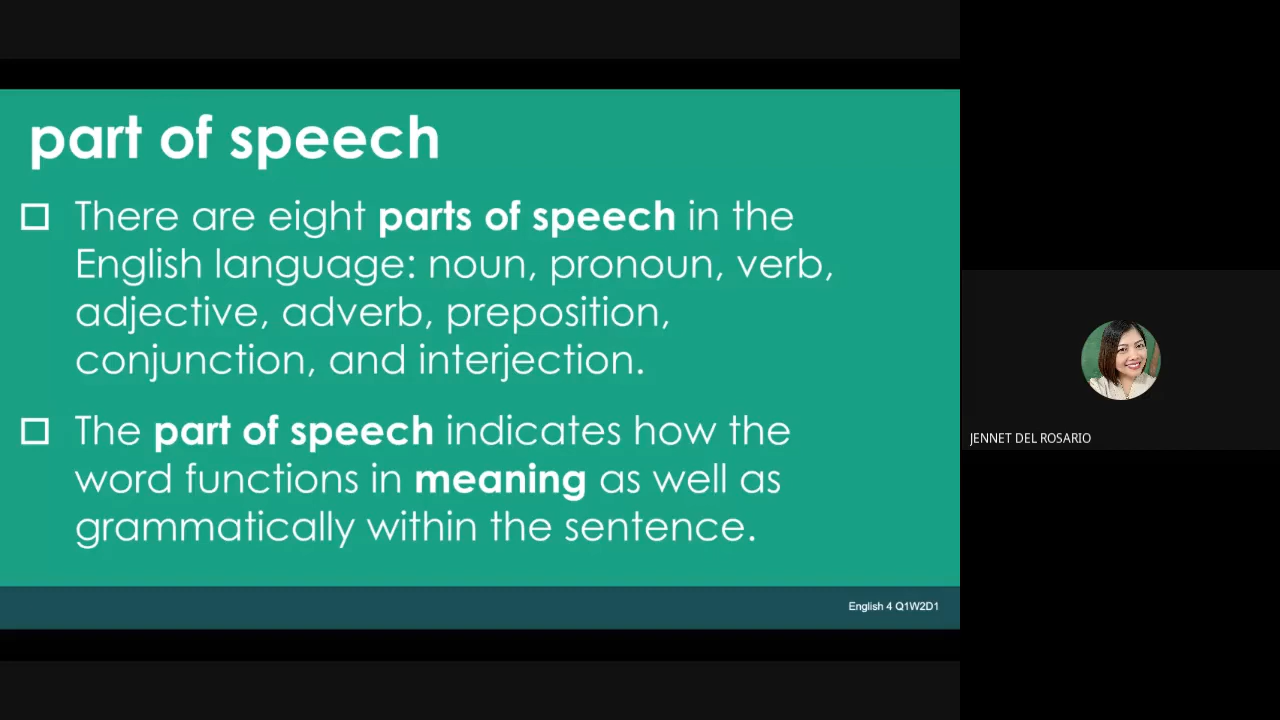 part of speech
There are eight parts of speech in the
English language: noun, pronoun, verb,
adjective, adverb, preposition,
conjunction, and interjection.
The part of speech indicates how the
word functions in meaning as well as
grammatically within the sentence.
English 4 Q1W2D1
JENNET DEL ROSARIO